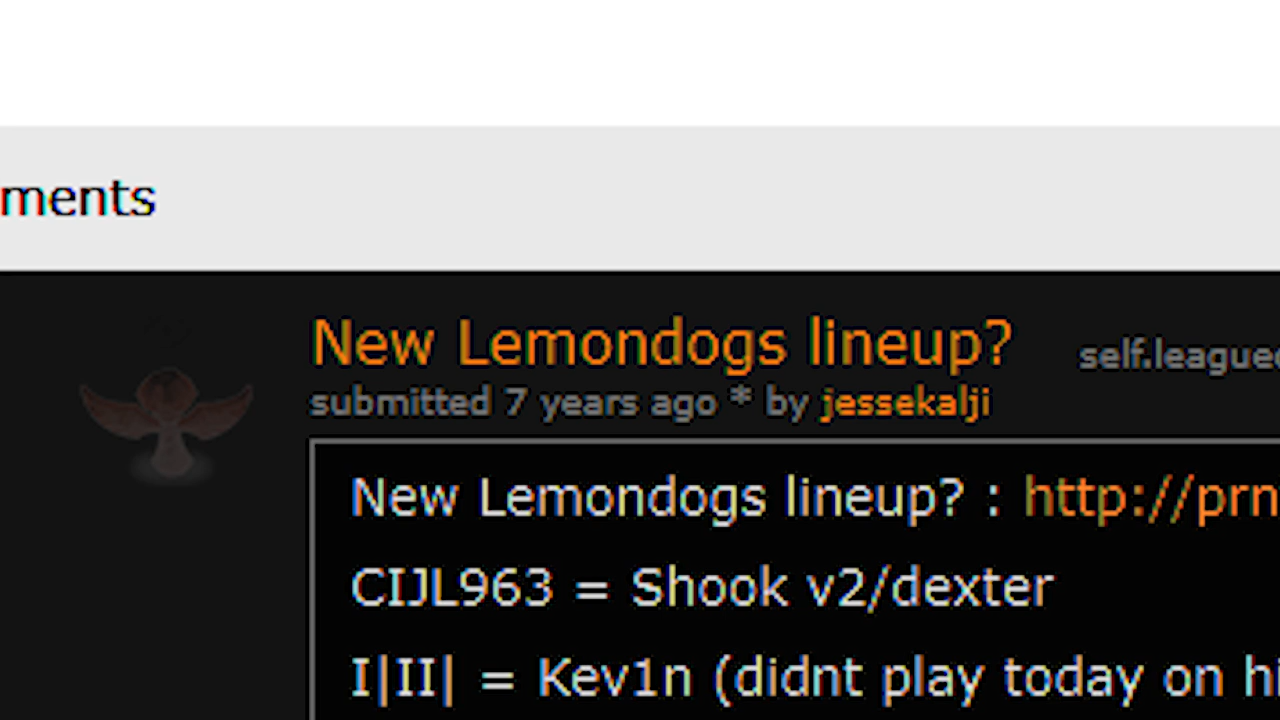 ments
New Lemondogs lineup? self.league
submitted 7 years ago * by jessekalji
New Lemondogs lineup? : http://prn
CIJL963 = Shook v2/dexter
I|II| = Kev1n (didnt play today on hi